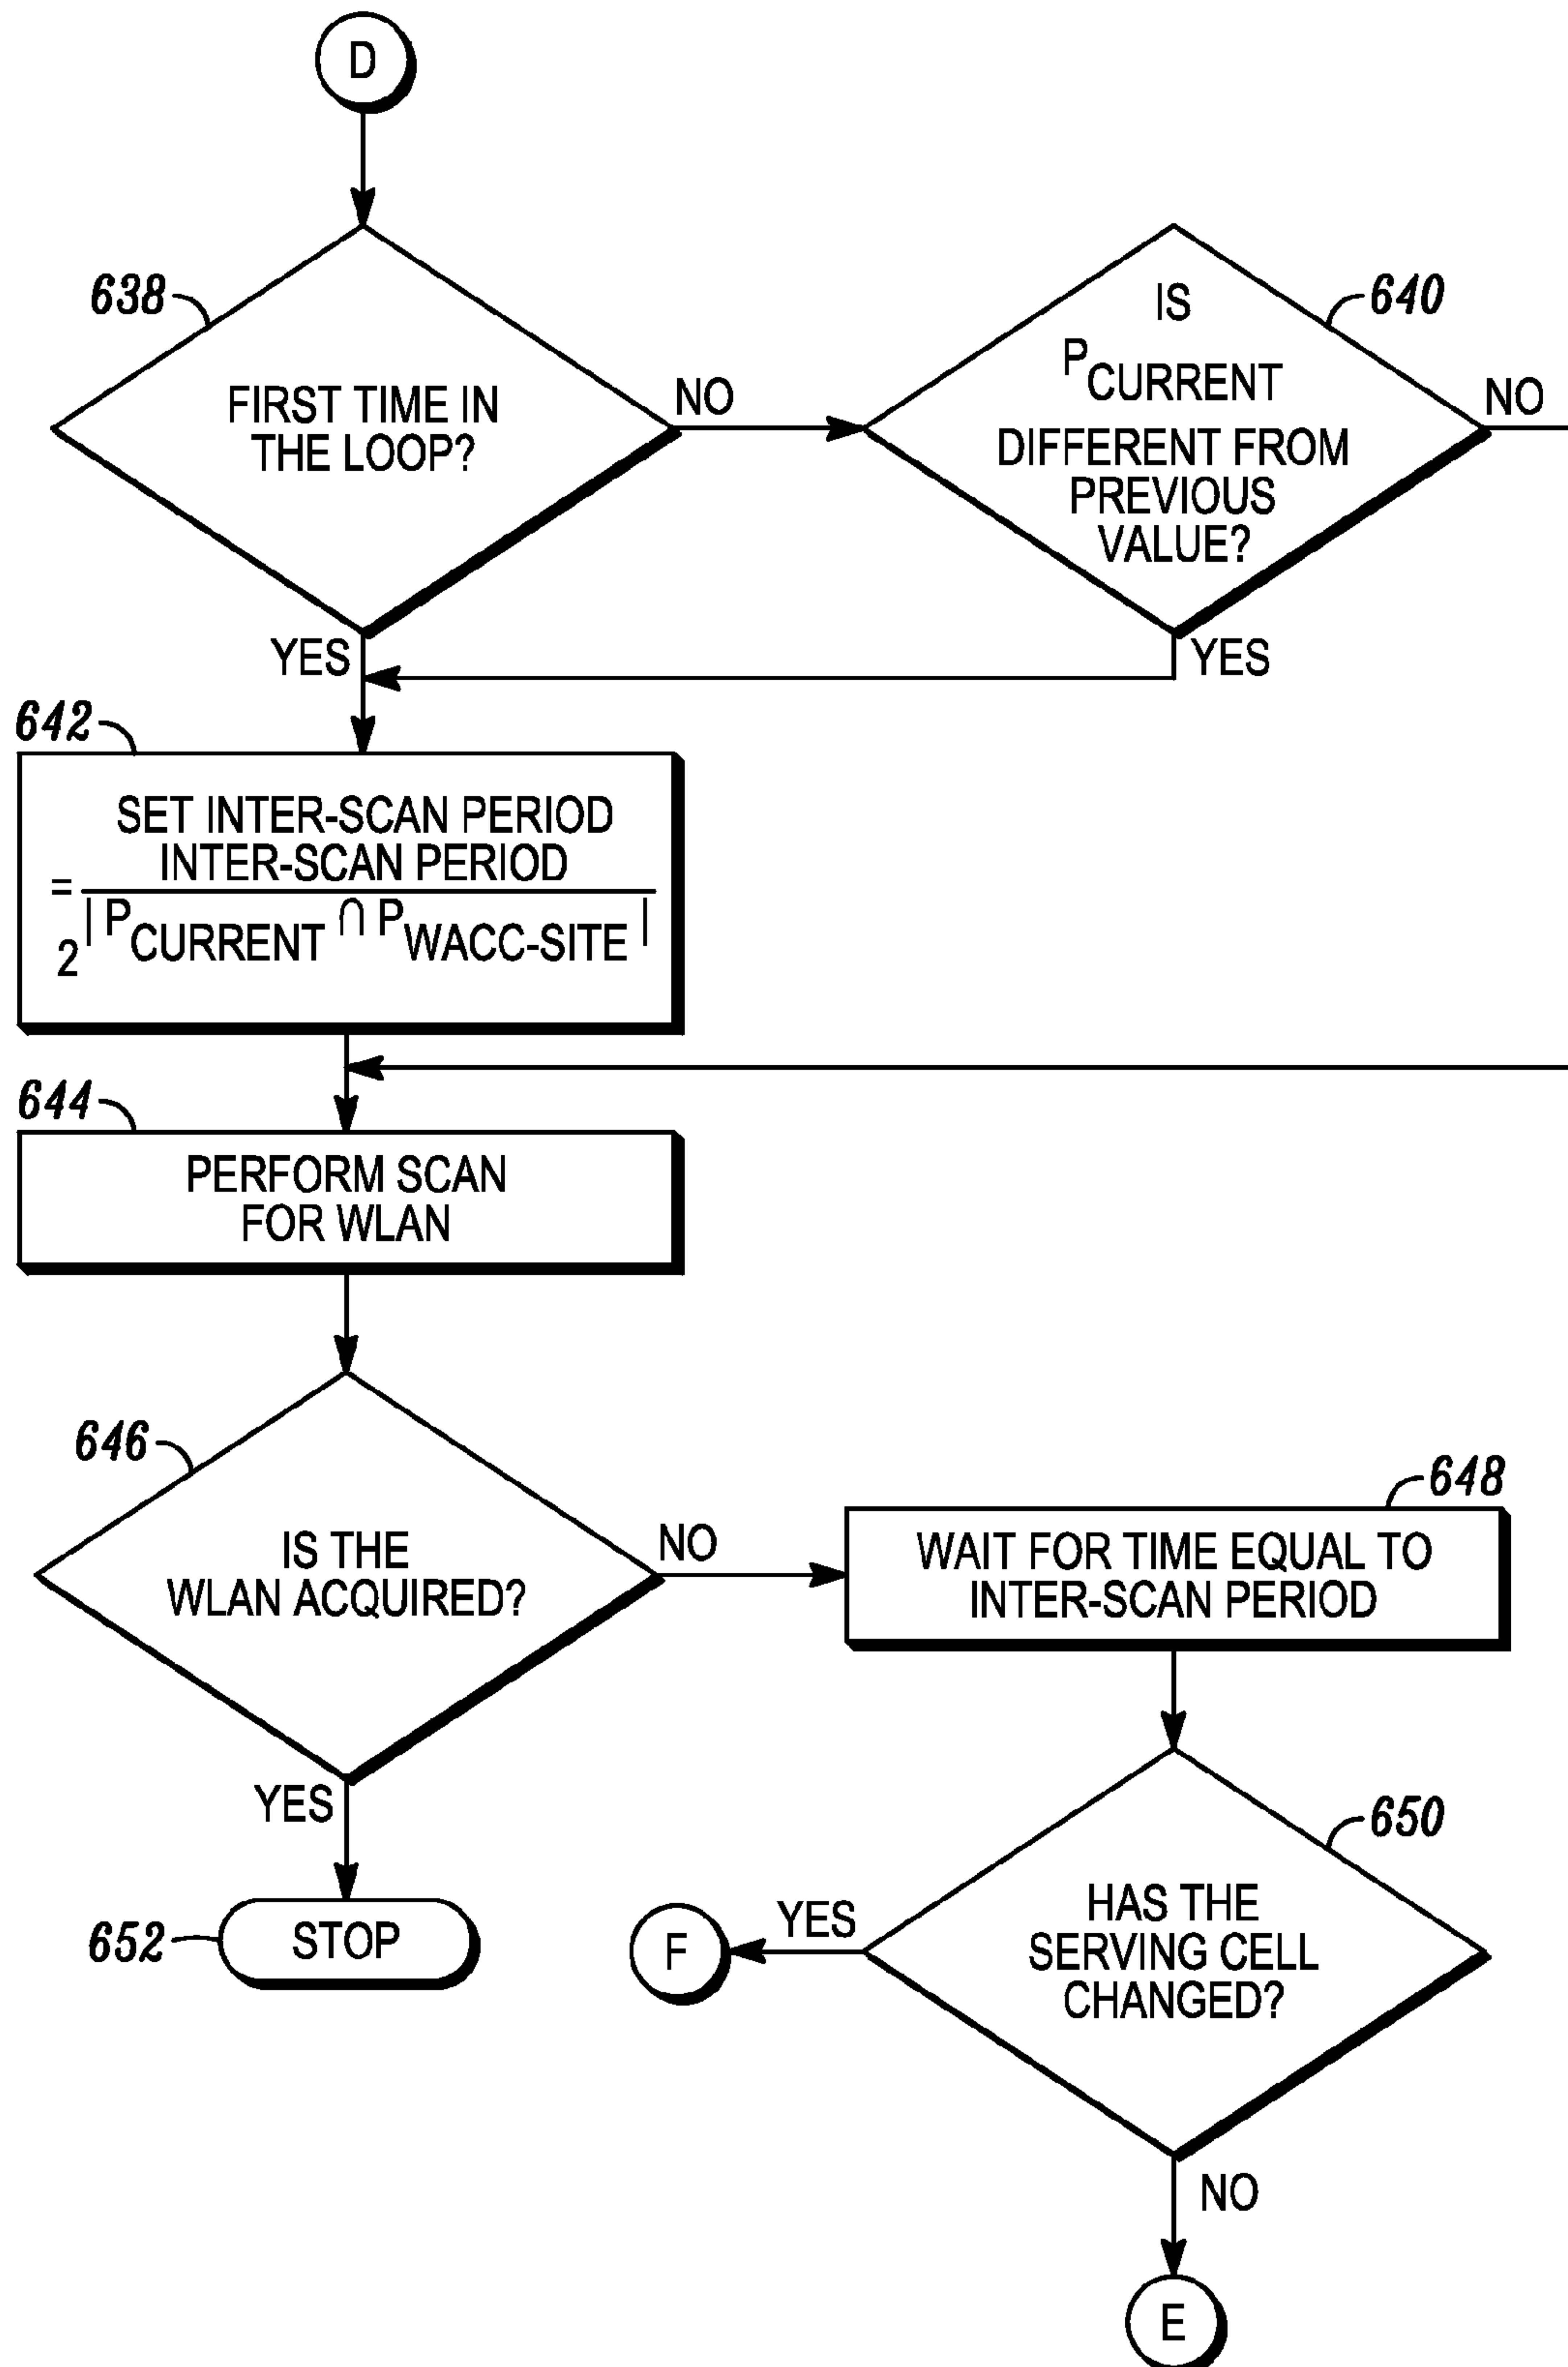 D
638
FIRST TIME IN
THE LOOP?
NO
YES
640
IS
PCURRENT
DIFFERENT FROM
PREVIOUS
VALUE?
NO
YES
642
SET INTER-SCAN PERIOD
INTER-SCAN PERIOD
=
2|PCURRENT ∩ PWACC-SITE|
644
PERFORM SCAN
FOR WLAN
646
IS THE
WLAN ACQUIRED?
NO
YES
648
WAIT FOR TIME EQUAL TO
INTER-SCAN PERIOD
650
HAS THE
SERVING CELL
CHANGED?
YES
NO
652
STOP
F
E